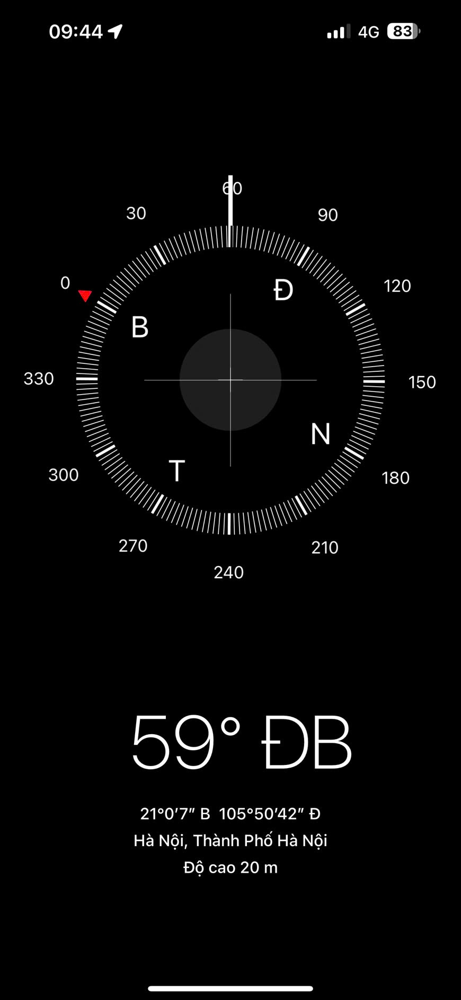 09:44 4G 83
60
30 90
0 120
Đ
B
330 150
N
T
300 180
270 210
240
59° ĐB
21°0′7″ B 105°50′42″ Đ
Hà Nội, Thành Phố Hà Nội
Độ cao 20 m